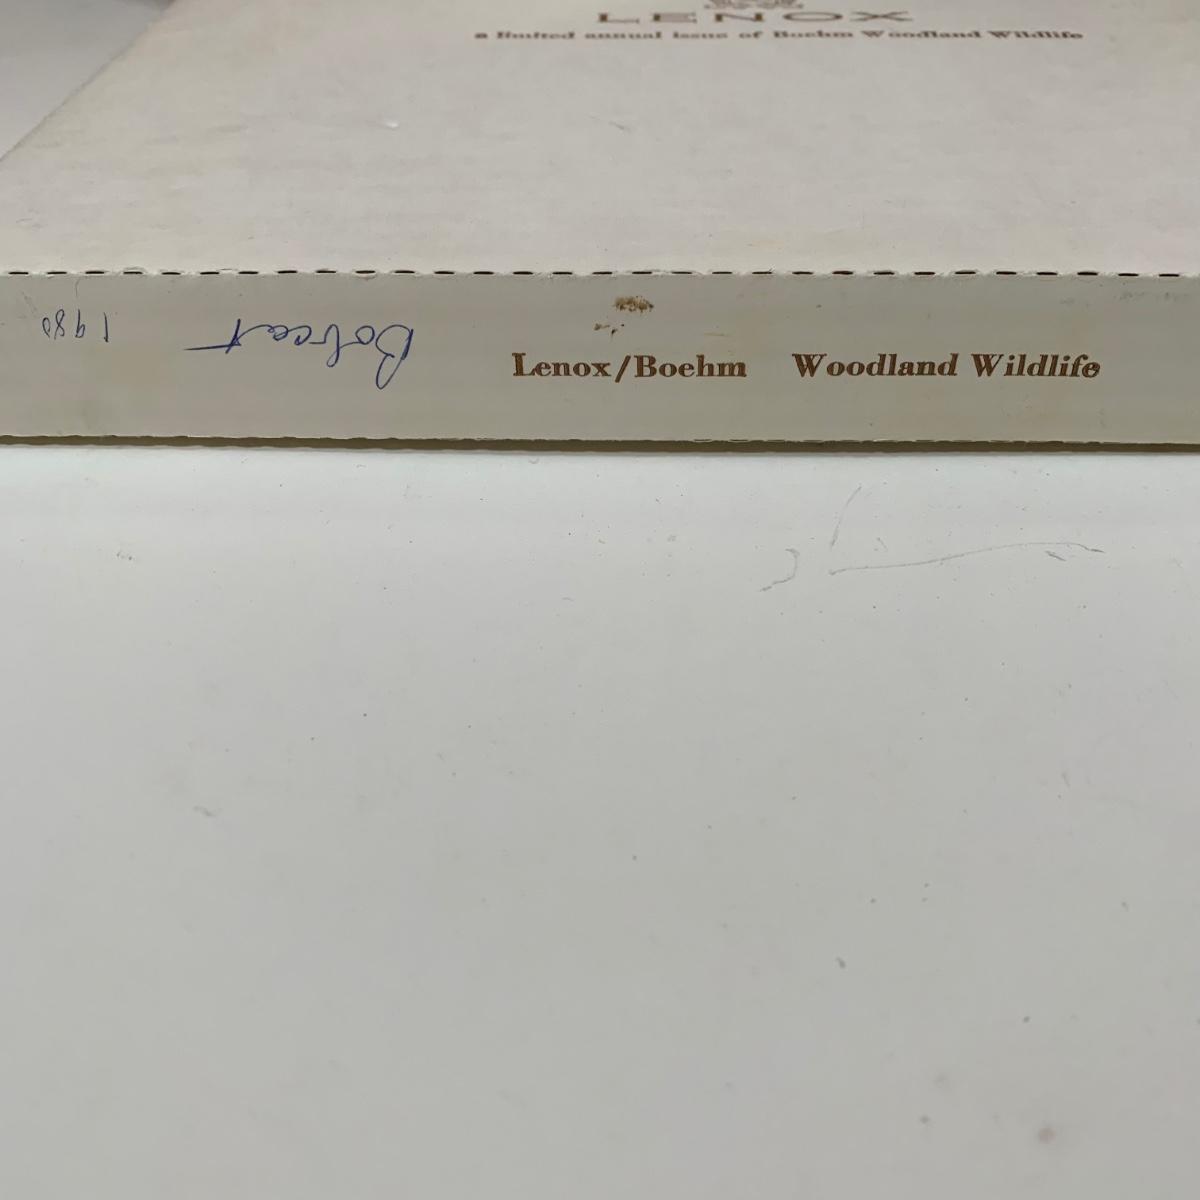 LENOX
a limited annual issue of Boehm Woodland Wildlife
Lenox/Boehm Woodland Wildlife
Bobcat 1980